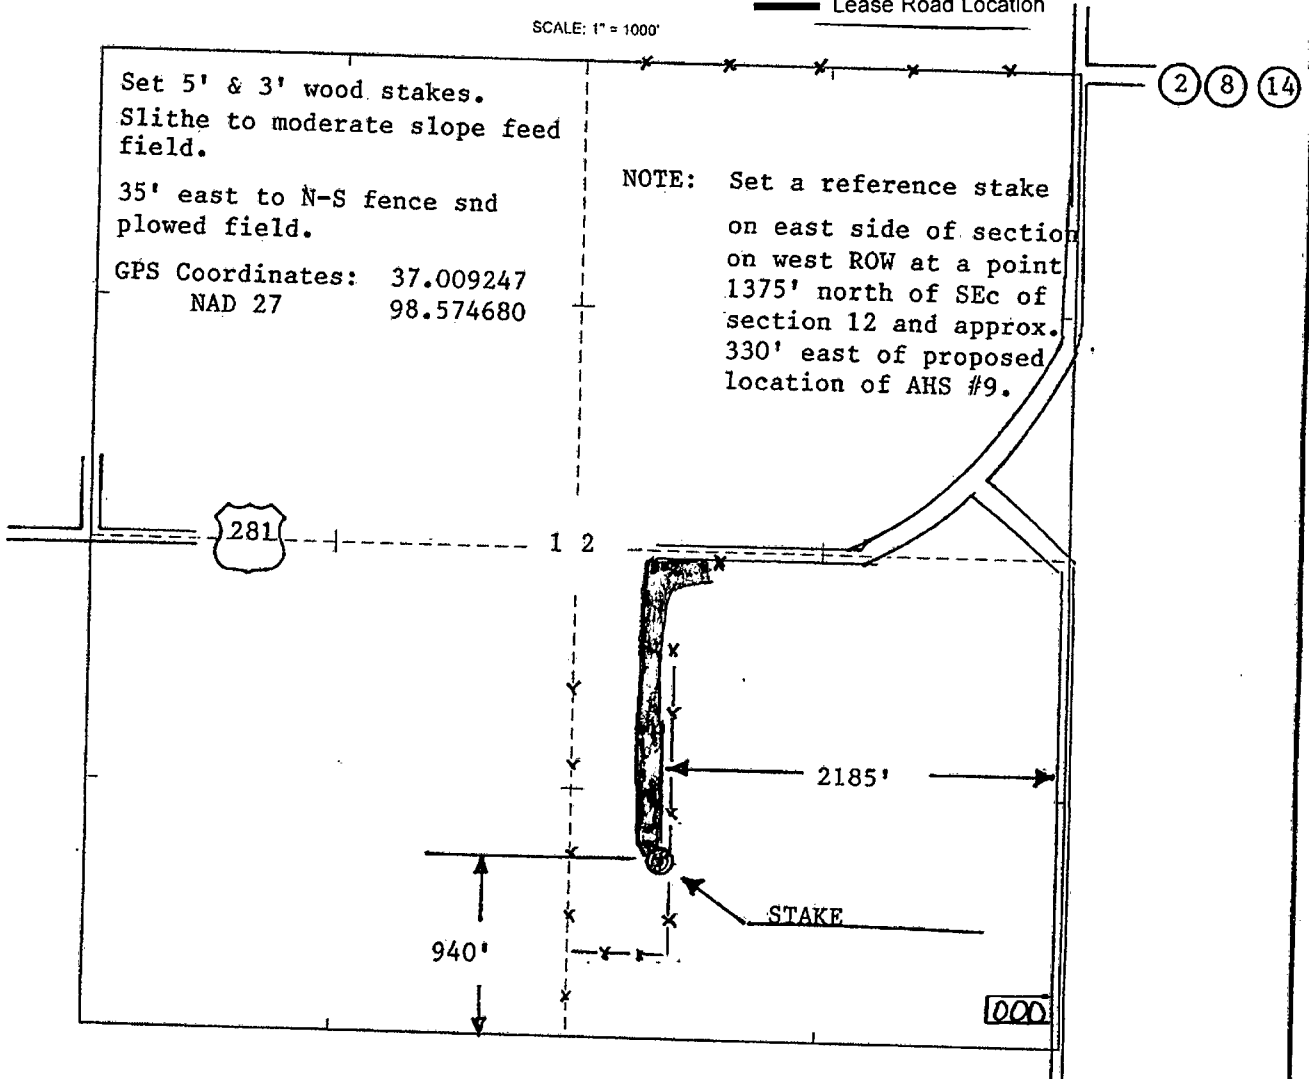 Lease Road Location
SCALE: 1" = 1000'
2 8 14
Set 5' & 3' wood stakes.
Slithe to moderate slope feed
field.
35' east to N-S fence snd
plowed field.
GPS Coordinates: 37.009247
NAD 27 98.574680
NOTE: Set a reference stake
on east side of section
on west ROW at a point
1375' north of SEc of
section 12 and approx.
330' east of proposed
location of AHS #9.
281
1 2
2185'
STAKE
940'
000